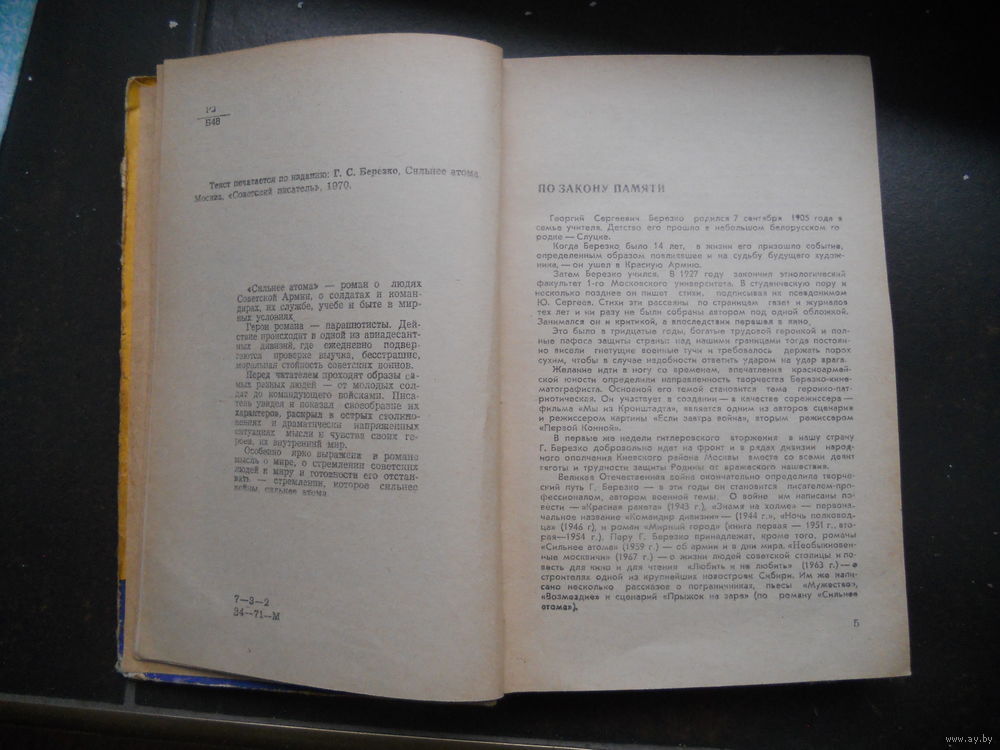 Р2
Б48
Текст печатается по изданию: Г. С. Березко, Сильнее атома
Москва, «Советский писатель», 1970.
«Сильнее атома» — роман о людях
Советской Армии, о солдатах и коман-
дирах, их службе, учебе и быте в мир-
ных условиях.
Герои романа — парашютисты. Дей-
ствие происходит в одной из авиадесант-
ных дивизий, где ежедневно подвер-
гаются проверке выучка, бесстрашие,
моральная стойкость советских воинов.
Перед читателем проходят образы са-
мых разных людей — от молодых сол-
дат до командующего войсками. Писа-
тель увидел и показал своеобразие их
характеров, раскрыл в острых столкно-
вениях и драматически напряженных
ситуациях мысли и чувства своих ге-
роев, их внутренний мир.
Особенно ярко выражены в романе
мысль о мире, о стремлении советских
людей к миру и готовности его отстаи-
вать — стремлении, которое сильнее
войны, сильнее атома.
7—3—2
34—71—М
ПО ЗАКОНУ ПАМЯТИ
Георгий Сергеевич Березко родился 7 сентября 1905 года в
семье учителя. Детство его прошло в небольшом белорусском го-
родке — Слуцке.
Когда Березко было 14 лет, в жизни его призошло событие,
определенным образом повлиявшее и на судьбу будущего худож-
ника, — он ушел в Красную Армию.
Затем Березко учился. В 1927 году закончил этнологический
факультет 1-го Московского университета. В студенческую пору и
несколько позднее он пишет стихи, подписывая их псевдонимом
Ю. Сергеев. Стихи эти рассеяны по страницам газет и журналов
тех лет и ни разу не были собраны автором под одной обложкой.
Занимался он и критикой, а впоследствии перешел в кино.
Это было в тридцатые годы, богатые трудовой героикой и пол-
ные пафоса защиты страны: над нашими границами тогда постоян-
но висели гнетущие военные тучи и требовалось держать порох
сухим, чтобы в случае надобности ответить ударом на удар врага.
Желание идти в ногу со временем, впечатления красноармей-
ской юности определили направленность творчества Березко-кине-
матографиста. Основной его темой становится тема героико-пат-
риотическая. Он участвует в создании — в качестве сорежиссера —
фильма «Мы из Кронштадта», является одним из авторов сценария
и режиссером картины «Если завтра война», вторым режиссером
«Первой Конной».
В первые же недели гитлеровского вторжения в нашу страну
Г. Березко добровольно идет на фронт и в рядах дивизии народ-
ного ополчения Киевского района Москвы вместе со всеми делит
тяготы и трудности защиты Родины от вражеского нашествия.
Великая Отечественная война окончательно определила творчес-
кий путь Г. Березко — в эти годы он становится писателем-про-
фессионалом, автором военной темы. О войне им написаны по-
вести — «Красная ракета» (1943 г.), «Знамя на холме» — первона-
чальное название «Командир дивизии» — (1944 г.», «Ночь полковод-
ца» (1946 г), и роман «Мирный город» (книга первая — 1951 г., вто-
рая—1954 г.). Перу Г. Березко принадлежат, кроме того, романы
«Сильнее атома» (1959 г.) — об армии и в дни мира, «Необыкновен-
ные москвичи» (1967 г.) — о жизни людей советской столицы и по-
весть для кино и для чтения «Любить и не любить» (1963 г.) — о
строителях одной из крупнейших новостроек Сибири. Им же напи-
сано несколько рассказов о пограничниках, пьесы «Мужество»,
«Возмездие» и сценарий «Прыжок на заре» (по роману «Сильнее
атома»).
5
www.ay.by